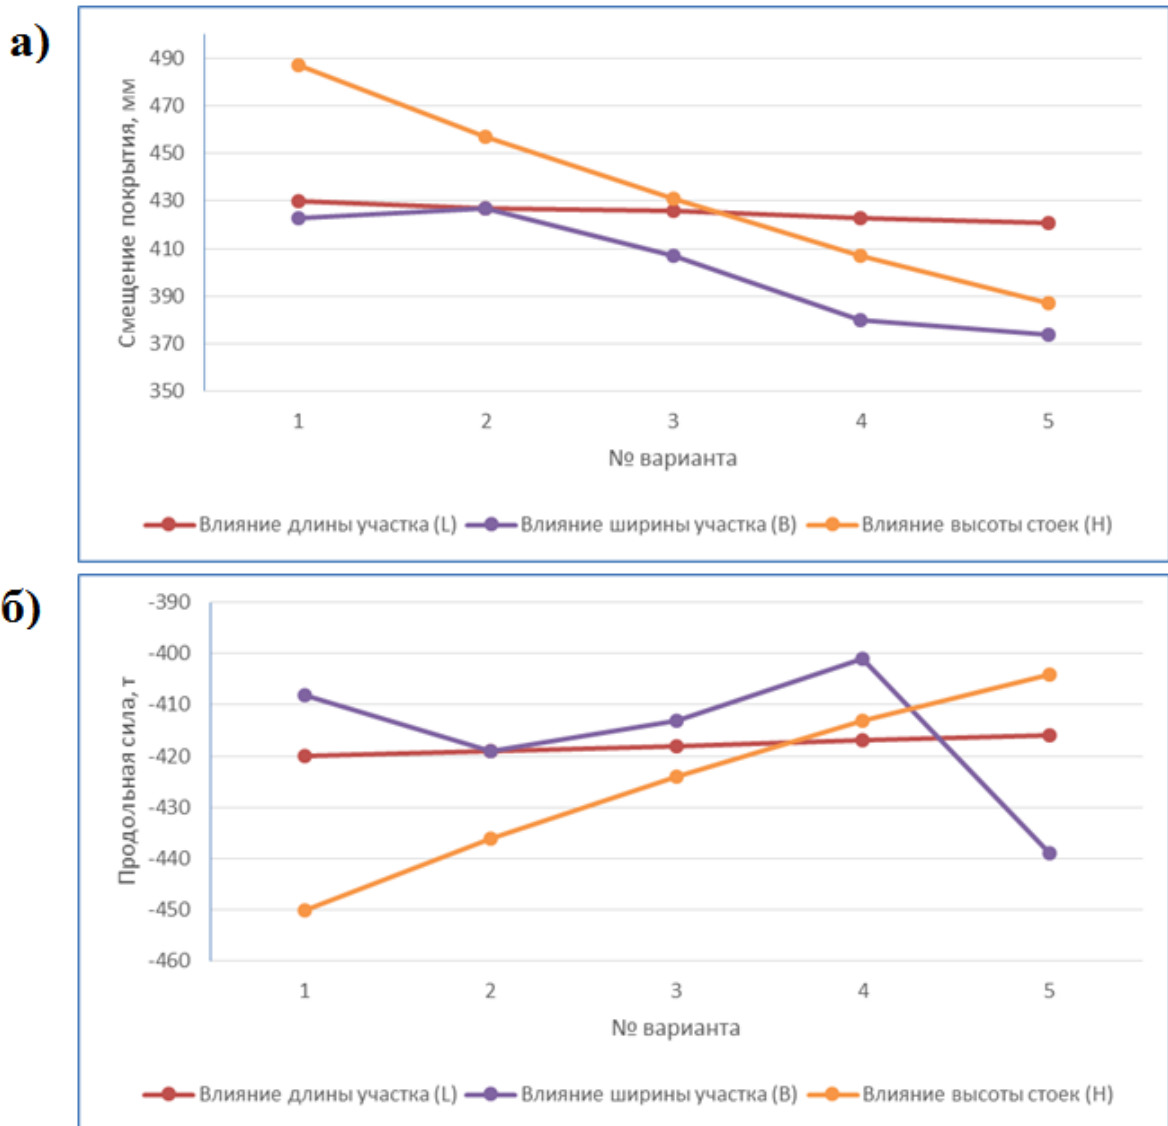 а)
Смещение покрытия, мм
490
470
450
430
410
390
370
350
1 2 3 4 5
№ варианта
Влияние длины участка (L) Влияние ширины участка (B) Влияние высоты стоек (H)
б)
Продольная сила, т
-390
-400
-410
-420
-430
-440
-450
-460
1 2 3 4 5
№ варианта
Влияние длины участка (L) Влияние ширины участка (B) Влияние высоты стоек (H)